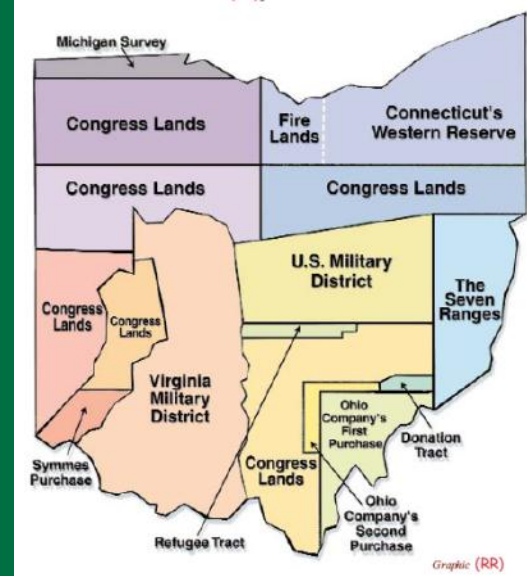 Michigan Survey
Congress Lands
Fire
Lands
Connecticut's
Western Reserve
Congress Lands
Congress Lands
U.S. Military
District
The
Seven
Ranges
Congress
Lands
Congress
Lands
Virginia
Military
District
Ohio
Company's
First
Purchase
Donation
Tract
Symmes
Purchase
Congress
Lands
Ohio
Company's
Second
Purchase
Refugee Tract
Graphic (RR)